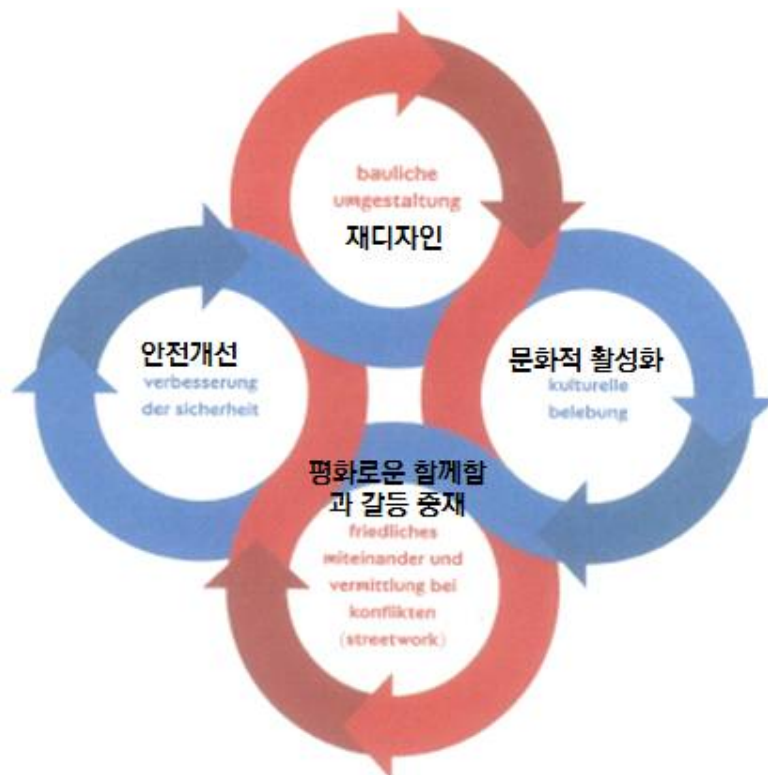 bauliche
umgestaltung
재디자인
안전개선
verbesserung
der sicherheit
문화적 활성화
kulturelle
belebung
평화로운 함께함
과 갈등 중재
friedliches
miteinander und
vermittlung bei
konflikten
(streetwork)